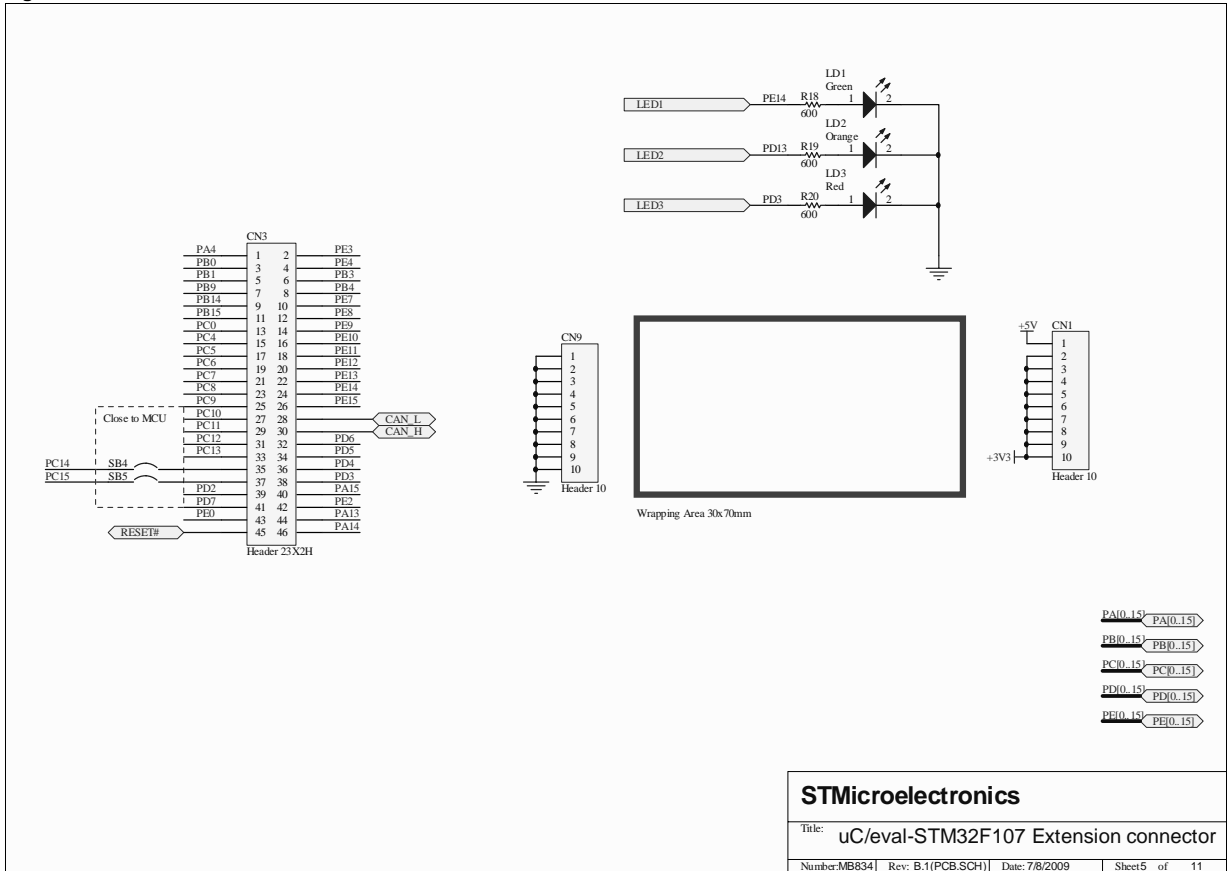 LD1
Green
LED1 PE14 R18 1 2
600
LD2
Orange
LED2 PD13 R19 1 2
600
LD3
Red
LED3 PD3 R20 1 2
600
CN3
PA4 1 2 PE3
PB0 3 4 PE4
PB1 5 6 PB3
PB9 7 8 PB4
PB14 9 10 PE7
PB15 11 12 PE8
PC0 13 14 PE9
PC4 15 16 PE10
PC5 17 18 PE11
PC6 19 20 PE12
PC7 21 22 PE13
PC8 23 24 PE14
PC9 25 26 PE15
Close to MCU
PC10 27 28 CAN_L
PC11 29 30 CAN_H
PC12 31 32 PD6
PC13 33 34 PD5
PC14 SB4 35 36 PD4
PC15 SB5 37 38 PD3
PD2 39 40 PA15
PD7 41 42 PE2
PE0 43 44 PA13
RESET# 45 46 PA14
Header 23X2H
CN9
1
2
3
4
5
6
7
8
9
10
Header 10
Wrapping Area 30x70mm
+5V CN1
1
2
3
4
5
6
7
8
9
+3V3 10
Header 10
PA[0..15] PA[0..15]
PB[0..15] PB[0..15]
PC[0..15] PC[0..15]
PD[0..15] PD[0..15]
PE[0..15] PE[0..15]
STMicroelectronics
Title: uC/eval-STM32F107 Extension connector
Number:MB834 Rev: B.1(PCB.SCH) Date: 7/8/2009 Sheet 5 of 11